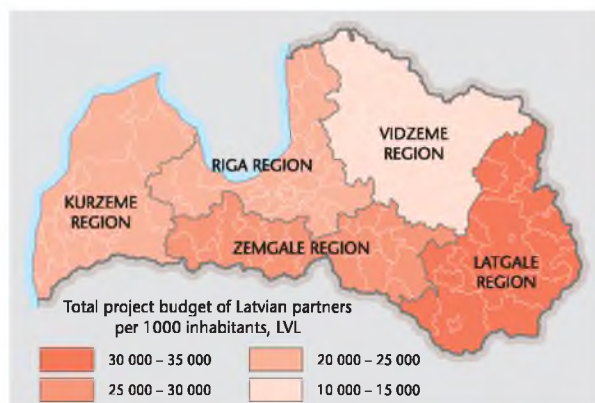 VIDZEME
REGION
RIGA REGION
KURZEME
REGION
ZEMGALE REGION
LATGALE
REGION
Total project budget of Latvian partners
per 1000 inhabitants, LVL
30 000 – 35 000
20 000 – 25 000
25 000 – 30 000
10 000 – 15 000